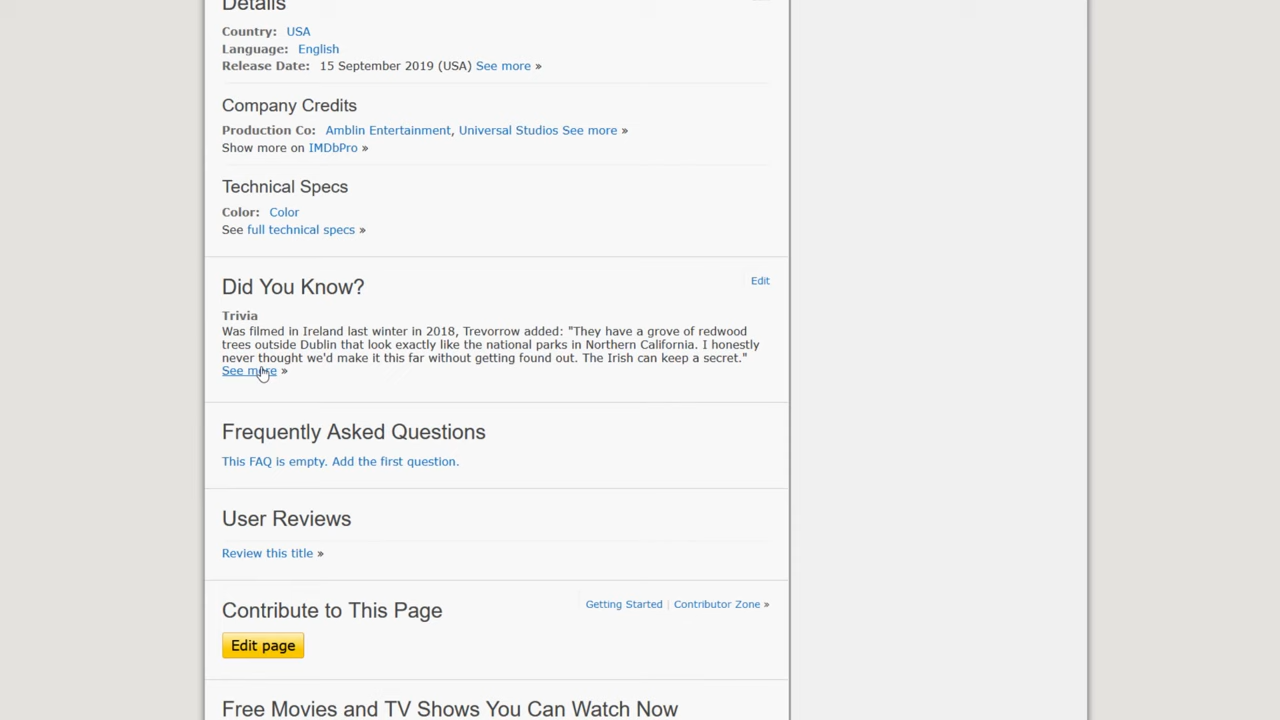 Details
Country: USA
Language: English
Release Date: 15 September 2019 (USA) See more »
Company Credits
Production Co: Amblin Entertainment, Universal Studios See more »
Show more on IMDbPro »
Technical Specs
Color: Color
See full technical specs »
Did You Know?
Edit
Trivia
Was filmed in Ireland last winter in 2018, Trevorrow added: "They have a grove of redwood
trees outside Dublin that look exactly like the national parks in Northern California. I honestly
never thought we'd make it this far without getting found out. The Irish can keep a secret."
See more »
Frequently Asked Questions
This FAQ is empty. Add the first question.
User Reviews
Review this title »
Contribute to This Page
Getting Started | Contributor Zone »
Edit page
Free Movies and TV Shows You Can Watch Now